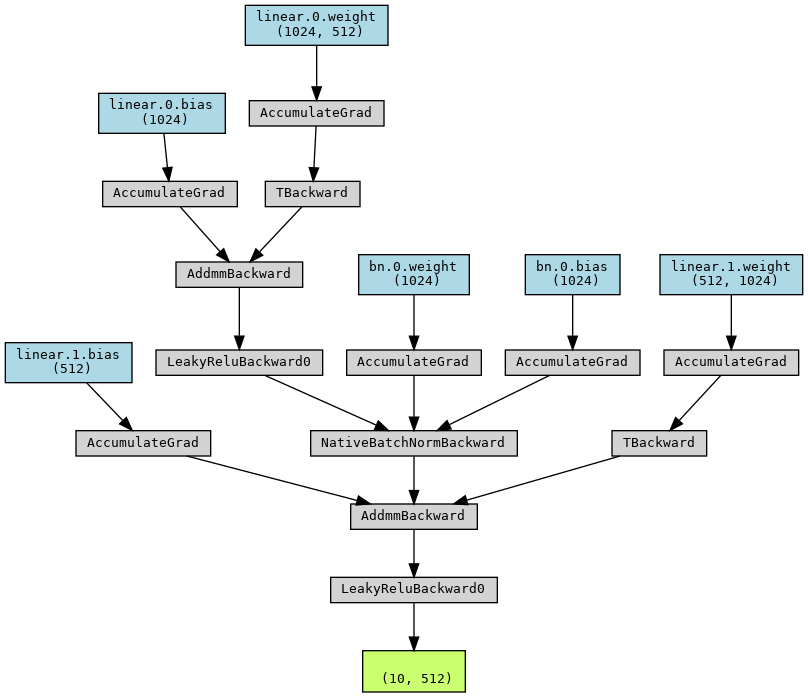 linear.0.weight
(1024, 512)
linear.0.bias
(1024)
AccumulateGrad
AccumulateGrad
TBackward
AddmmBackward
bn.0.weight
(1024)
bn.0.bias
(1024)
linear.1.weight
(512, 1024)
linear.1.bias
(512)
LeakyReluBackward0
AccumulateGrad
AccumulateGrad
AccumulateGrad
AccumulateGrad
NativeBatchNormBackward
TBackward
AddmmBackward
LeakyReluBackward0
(10, 512)